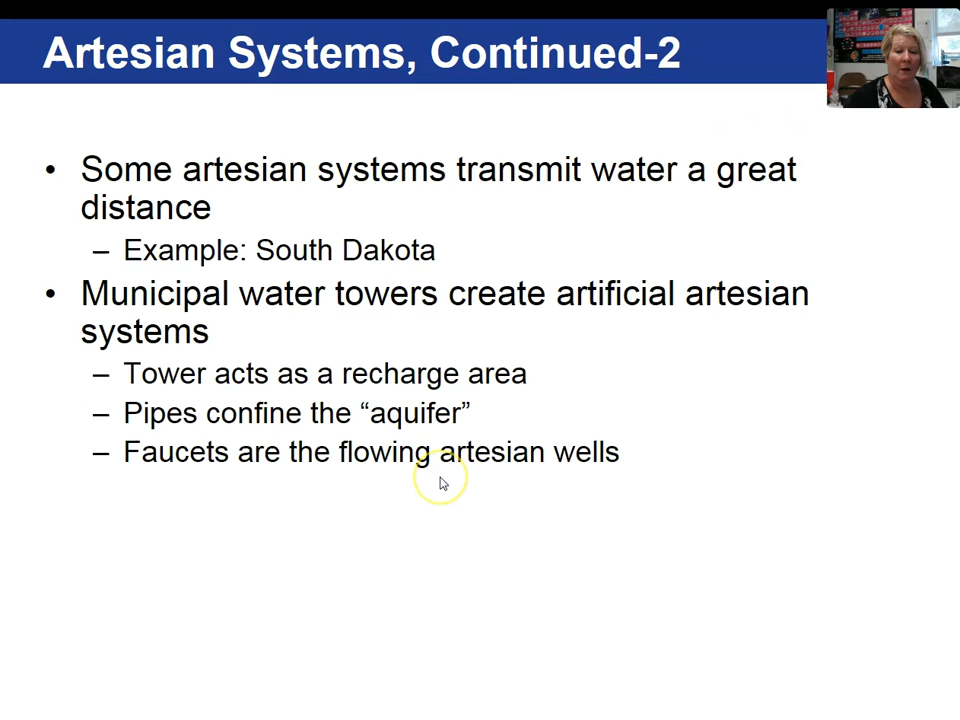 Artesian Systems, Continued-2
• Some artesian systems transmit water a great
distance
– Example: South Dakota
• Municipal water towers create artificial artesian
systems
– Tower acts as a recharge area
– Pipes confine the “aquifer”
– Faucets are the flowing artesian wells